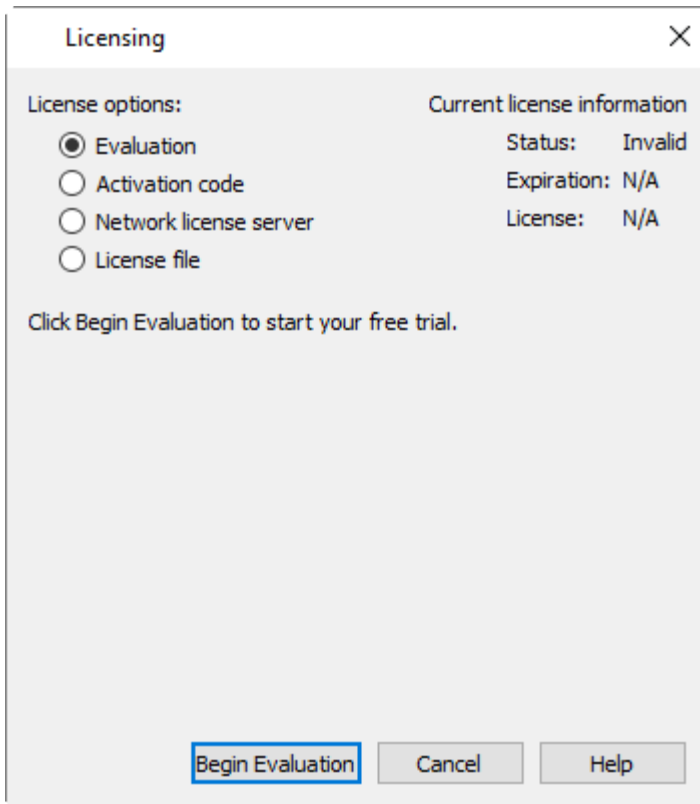 Licensing
License options:
Evaluation
Activation code
Network license server
License file
Current license information
Status: Invalid
Expiration: N/A
License: N/A
Click Begin Evaluation to start your free trial.
Begin Evaluation
Cancel
Help